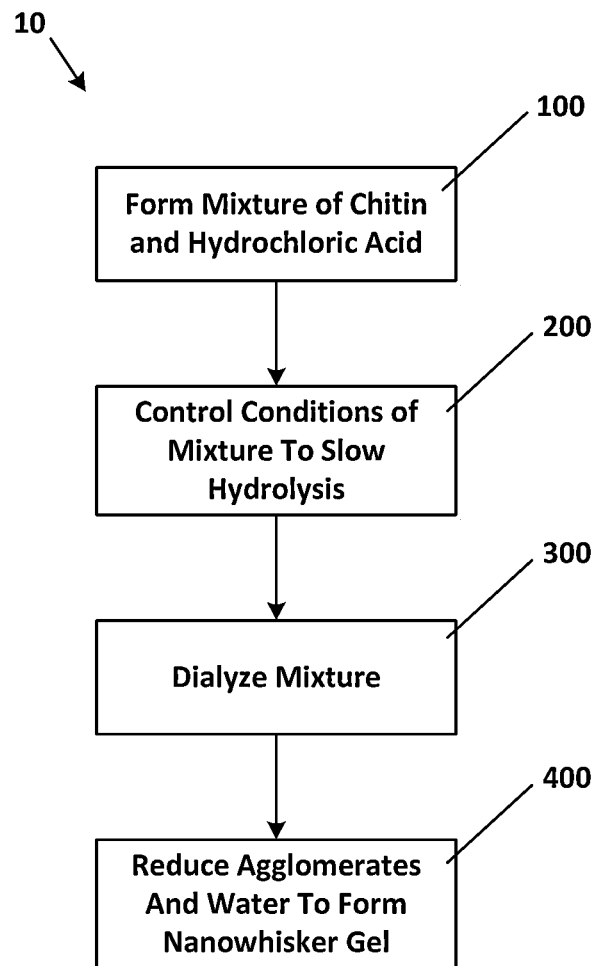 10
100
Form Mixture of Chitin
and Hydrochloric Acid
200
Control Conditions of
Mixture To Slow
Hydrolysis
300
Dialyze Mixture
400
Reduce Agglomerates
And Water To Form
Nanowhisker Gel